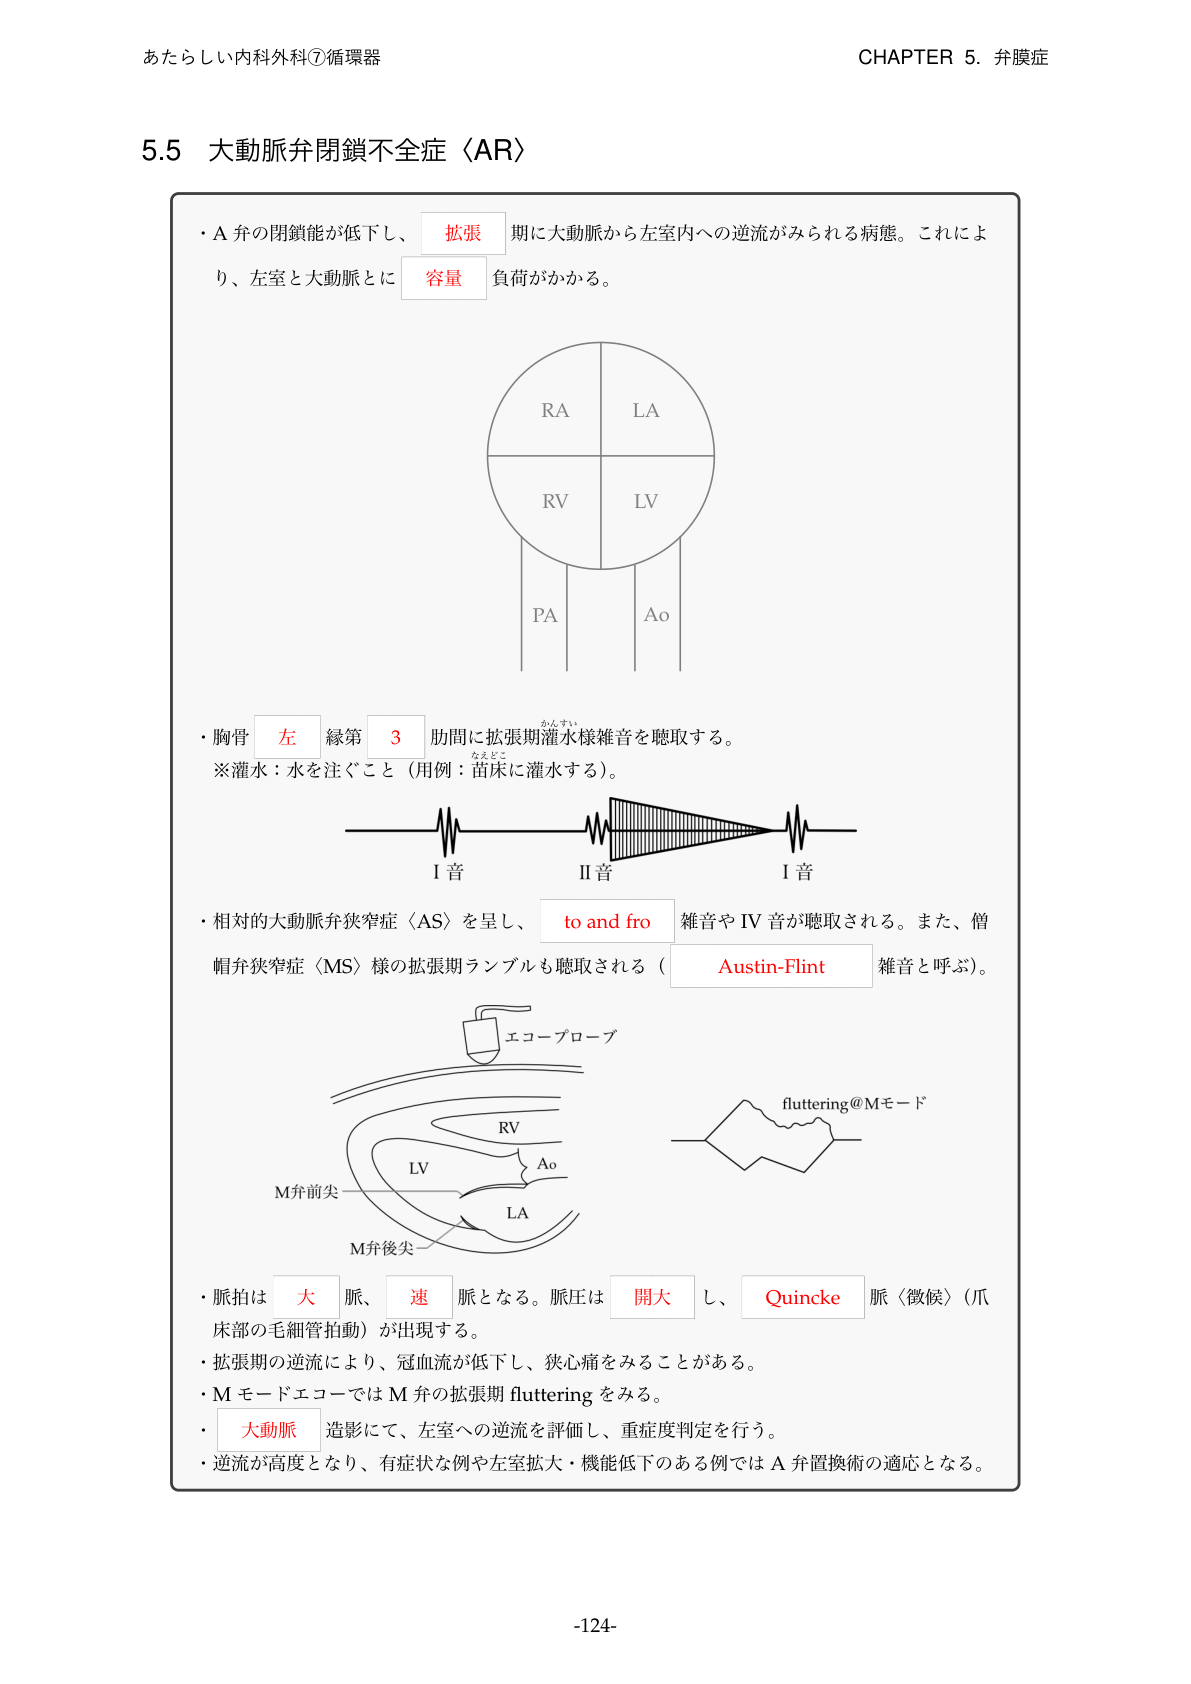 あたらしい内科外科⑦循環器
CHAPTER 5. 弁膜症
5.5 大動脈弁閉鎖不全症〈AR〉
・A 弁の閉鎖能が低下し、 拡張 期に大動脈から左室内への逆流がみられる病態。これによ
り、左室と大動脈とに 容量 負荷がかかる。
RA LA
RV LV
PA Ao
かんすい
・胸骨 左 縁第 3 肋間に拡張期灌水様雑音を聴取する。
なえどこ
※灌水：水を注ぐこと（用例：苗床に灌水する）。
I 音 II 音 I 音
・相対的大動脈弁狭窄症〈AS〉を呈し、 to and fro 雑音や IV 音が聴取される。また、僧
帽弁狭窄症〈MS〉様の拡張期ランブルも聴取される（ Austin-Flint 雑音と呼ぶ）。
エコープローブ
fluttering@Mモード
RV
LV Ao
M弁前尖
LA
M弁後尖
・脈拍は 大 脈、 速 脈となる。脈圧は 開大 し、 Quincke 脈〈徴候〉（爪
床部の毛細管拍動）が出現する。
・拡張期の逆流により、冠血流が低下し、狭心痛をみることがある。
・M モードエコーでは M 弁の拡張期 fluttering をみる。
・ 大動脈 造影にて、左室への逆流を評価し、重症度判定を行う。
・逆流が高度となり、有症状な例や左室拡大・機能低下のある例では A 弁置換術の適応となる。
-124-